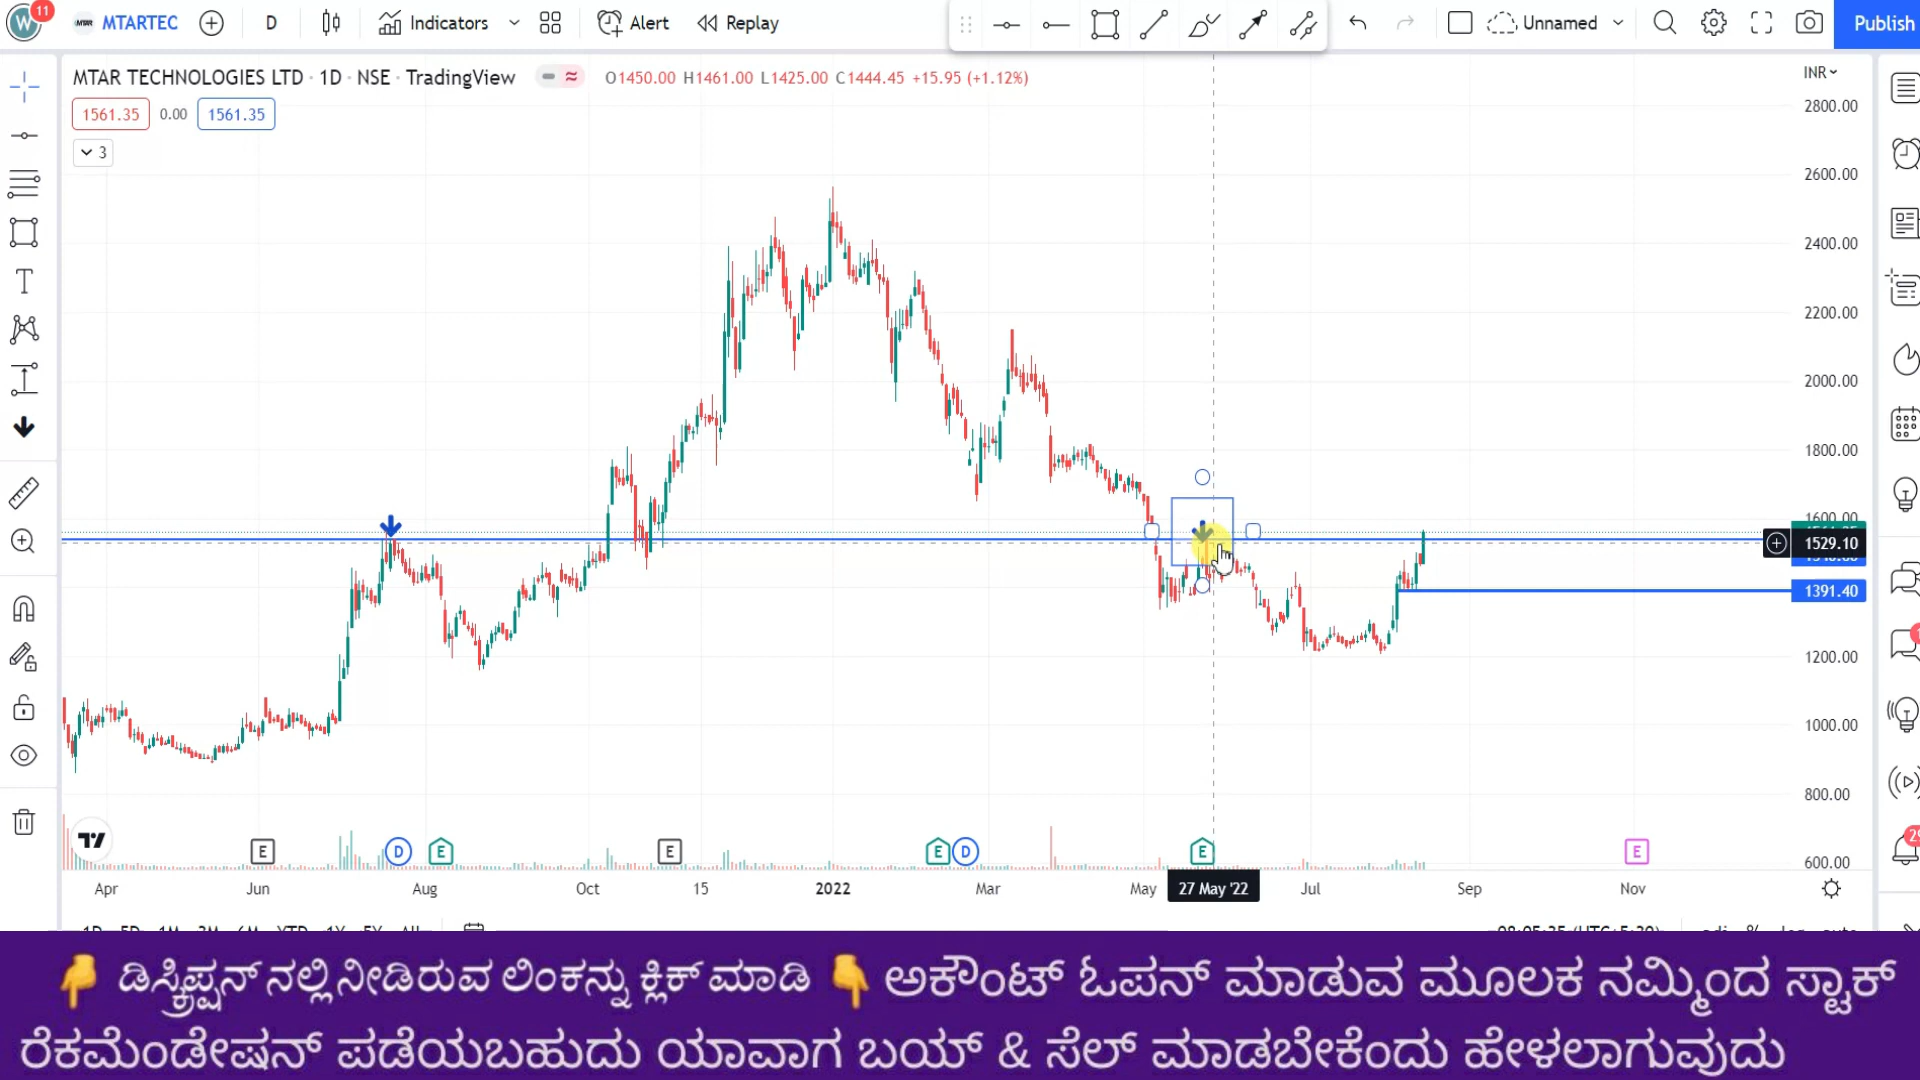 W 11 MTAR MTARTEC D Indicators Alert Replay Unnamed Publish
MTAR TECHNOLOGIES LTD · 1D · NSE · TradingView O1450.00 H1461.00 L1425.00 C1444.45 +15.95 (+1.12%) INR
1561.35 0.00 1561.35
3
2800.00
2600.00
2400.00
2200.00
2000.00
1800.00
1600.00
1529.10
1391.40
1200.00
1000.00
800.00
600.00
E D E E E D E E
Apr Jun Aug Oct 15 2022 Mar May 27 May '22 Jul Sep Nov
👇 ಡಿಸ್ಕ್ರಿಪ್ಷನ್ ನಲ್ಲಿ ನೀಡಿರುವ ಲಿಂಕನ್ನು ಕ್ಲಿಕ್ ಮಾಡಿ 👇 ಅಕೌಂಟ್ ಓಪನ್ ಮಾಡುವ ಮೂಲಕ ನಮ್ಮಿಂದ ಸ್ಟಾಕ್
ರೆಕಮೆಂಡೇಷನ್ ಪಡೆಯಬಹುದು ಯಾವಾಗ ಬಯ್ & ಸೆಲ್ ಮಾಡಬೇಕೆಂದು ಹೇಳಲಾಗುವುದು